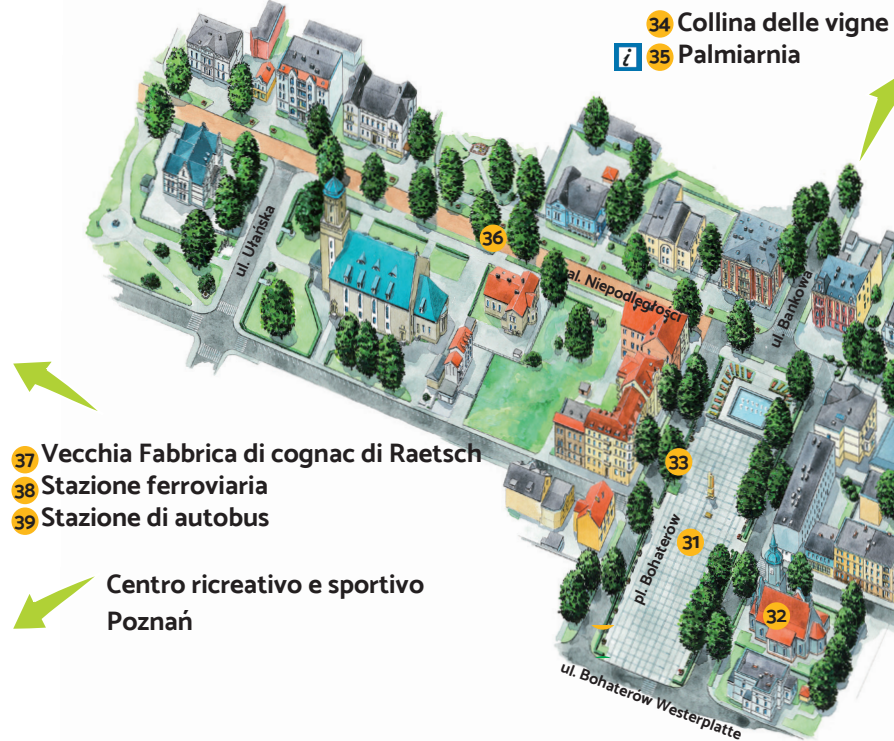 34 Collina delle vigne
i 35 Palmiarnia
36
al. Niepodległości
ul. Ułańska
ul. Bankowa
37 Vecchia Fabbrica di cognac di Raetsch
38 Stazione ferroviaria
39 Stazione di autobus
33
31
pl. Bohaterów
32
Centro ricreativo e sportivo
Poznań
ul. Bohaterów Westerplatte